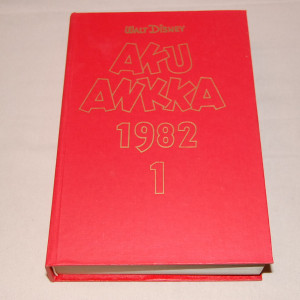 WALT DISNEY
AKU
ANKKA
1982
1